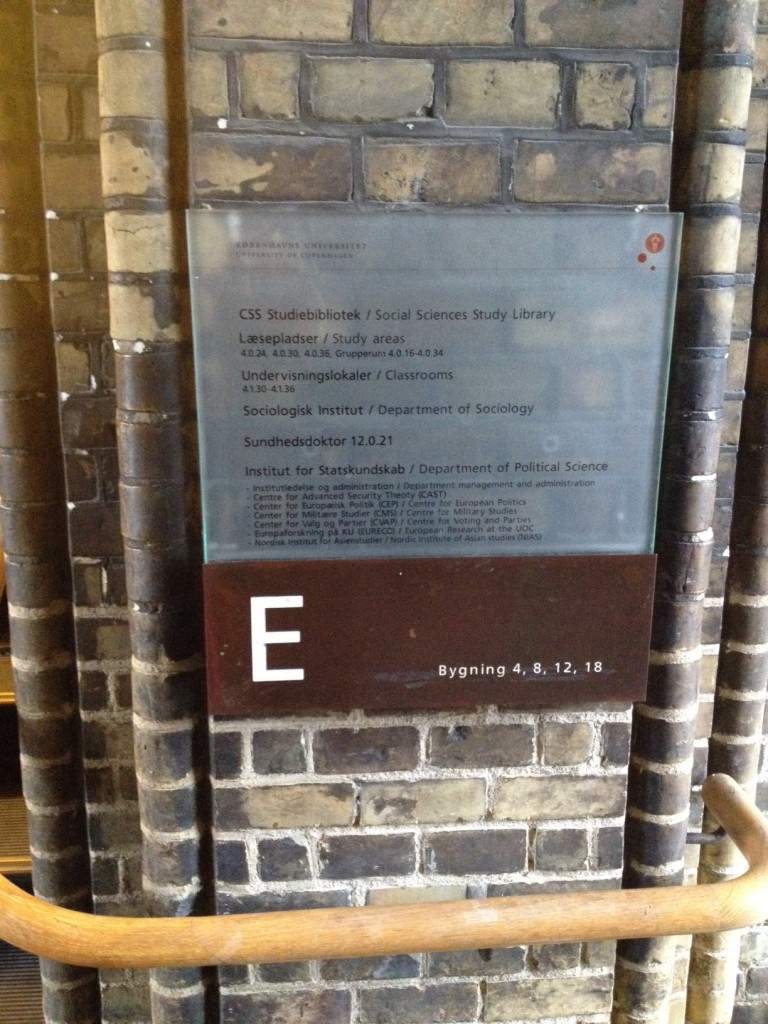 KØBENHAVNS UNIVERSITET
UNIVERSITY OF COPENHAGEN
CSS Studiebibliotek / Social Sciences Study Library
Læsepladser / Study areas
4.0.24, 4.0.30, 4.0.36, Grupperum 4.0.16-4.0.34
Undervisningslokaler / Classrooms
4.1.30-4.1.36
Sociologisk Institut / Department of Sociology
Sundhedsdoktor 12.0.21
Institut for Statskundskab / Department of Political Science
- Institutledelse og administration / Department management and administration
- Centre for Advanced Security Theory (CAST)
- Center for Europæisk Politik (CEP) / Centre for European Politics
- Center for Militære Studier (CMS) / Centre for Military Studies
- Center for Valg og Partier (CVAP) / Centre for Voting and Parties
- Europaforskning på KU (EURECO) / European Research at the UOC
- Nordisk Institut for Asienstudier / Nordic Institute of Asian studies (NIAS)
E
Bygning 4, 8, 12, 18